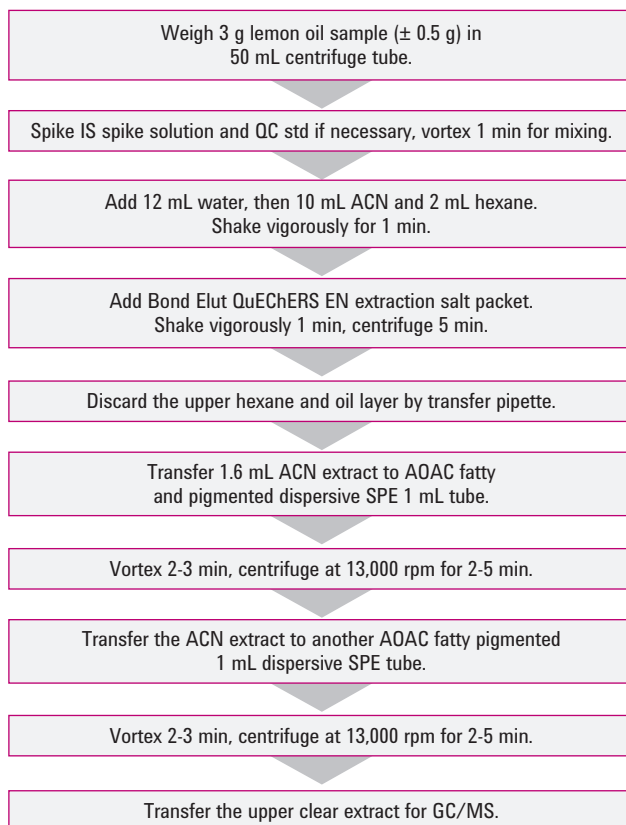 Weigh 3 g lemon oil sample (± 0.5 g) in
50 mL centrifuge tube.
Spike IS spike solution and QC std if necessary, vortex 1 min for mixing.
Add 12 mL water, then 10 mL ACN and 2 mL hexane.
Shake vigorously for 1 min.
Add Bond Elut QuEChERS EN extraction salt packet.
Shake vigorously 1 min, centrifuge 5 min.
Discard the upper hexane and oil layer by transfer pipette.
Transfer 1.6 mL ACN extract to AOAC fatty
and pigmented dispersive SPE 1 mL tube.
Vortex 2-3 min, centrifuge at 13,000 rpm for 2-5 min.
Transfer the ACN extract to another AOAC fatty pigmented
1 mL dispersive SPE tube.
Vortex 2-3 min, centrifuge at 13,000 rpm for 2-5 min.
Transfer the upper clear extract for GC/MS.